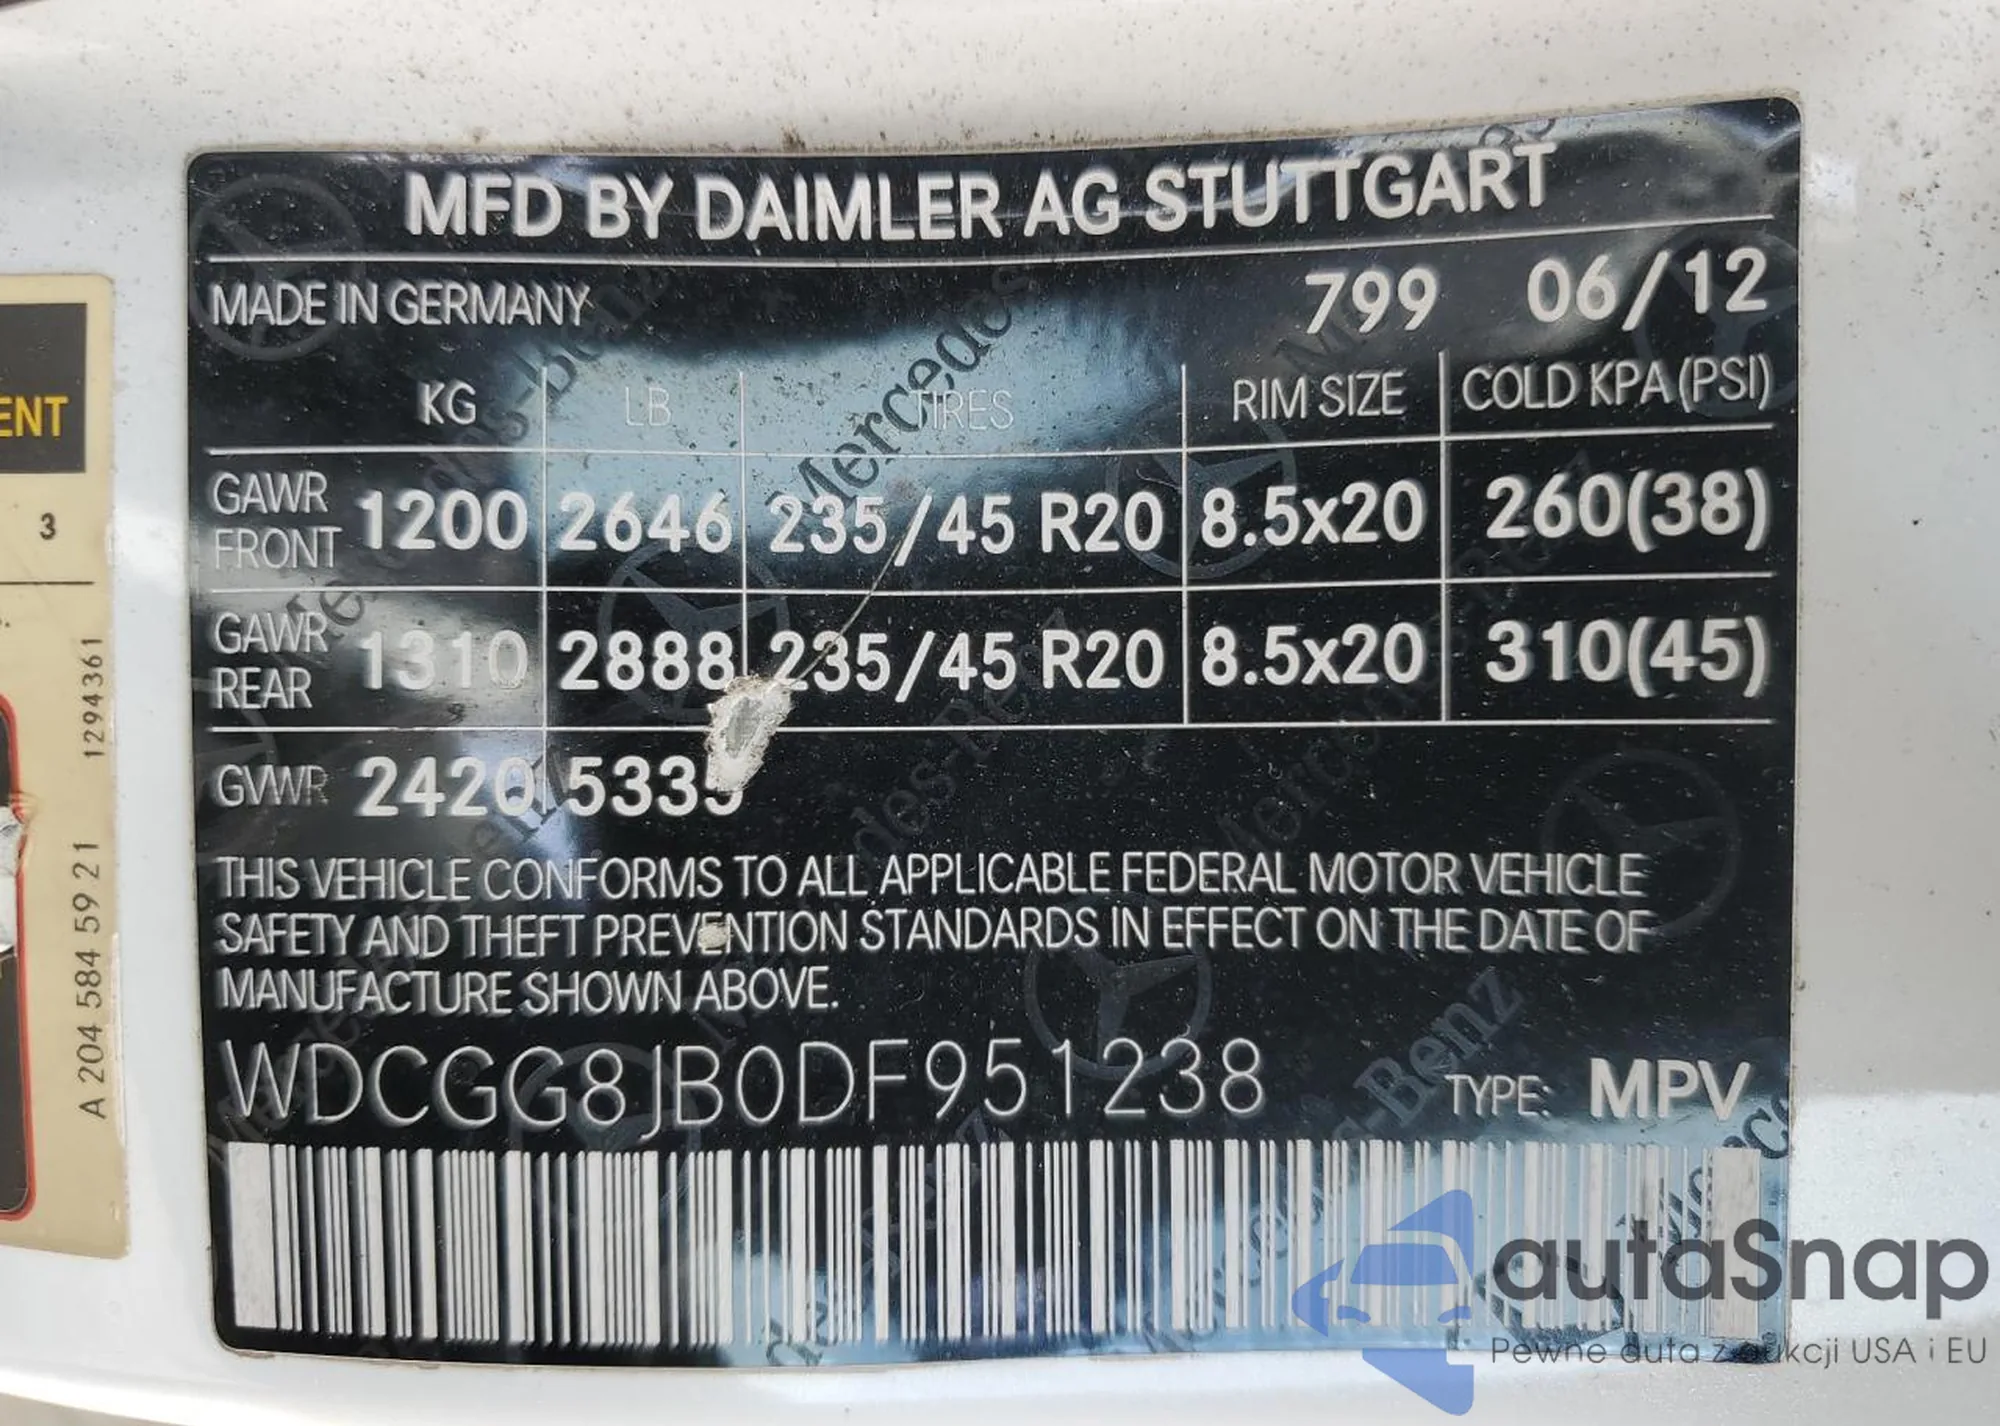 MFD BY DAIMLER AG STUTTGART
MADE IN GERMANY 799 06/12
KG LB TIRES RIM SIZE COLD KPA (PSI)
GAWR FRONT 1200 2646 235/45 R20 8.5x20 260(38)
GAWR REAR 1310 2888 235/45 R20 8.5x20 310(45)
GVWR 2420 5335
THIS VEHICLE CONFORMS TO ALL APPLICABLE FEDERAL MOTOR VEHICLE
SAFETY AND THEFT PREVENTION STANDARDS IN EFFECT ON THE DATE OF
MANUFACTURE SHOWN ABOVE.
WDCGG8JB0DF951238 TYPE: MPV
ENT
3
A 204 584 59 21 1294361
autaSnap
Pewne auta z aukcji USA i EU